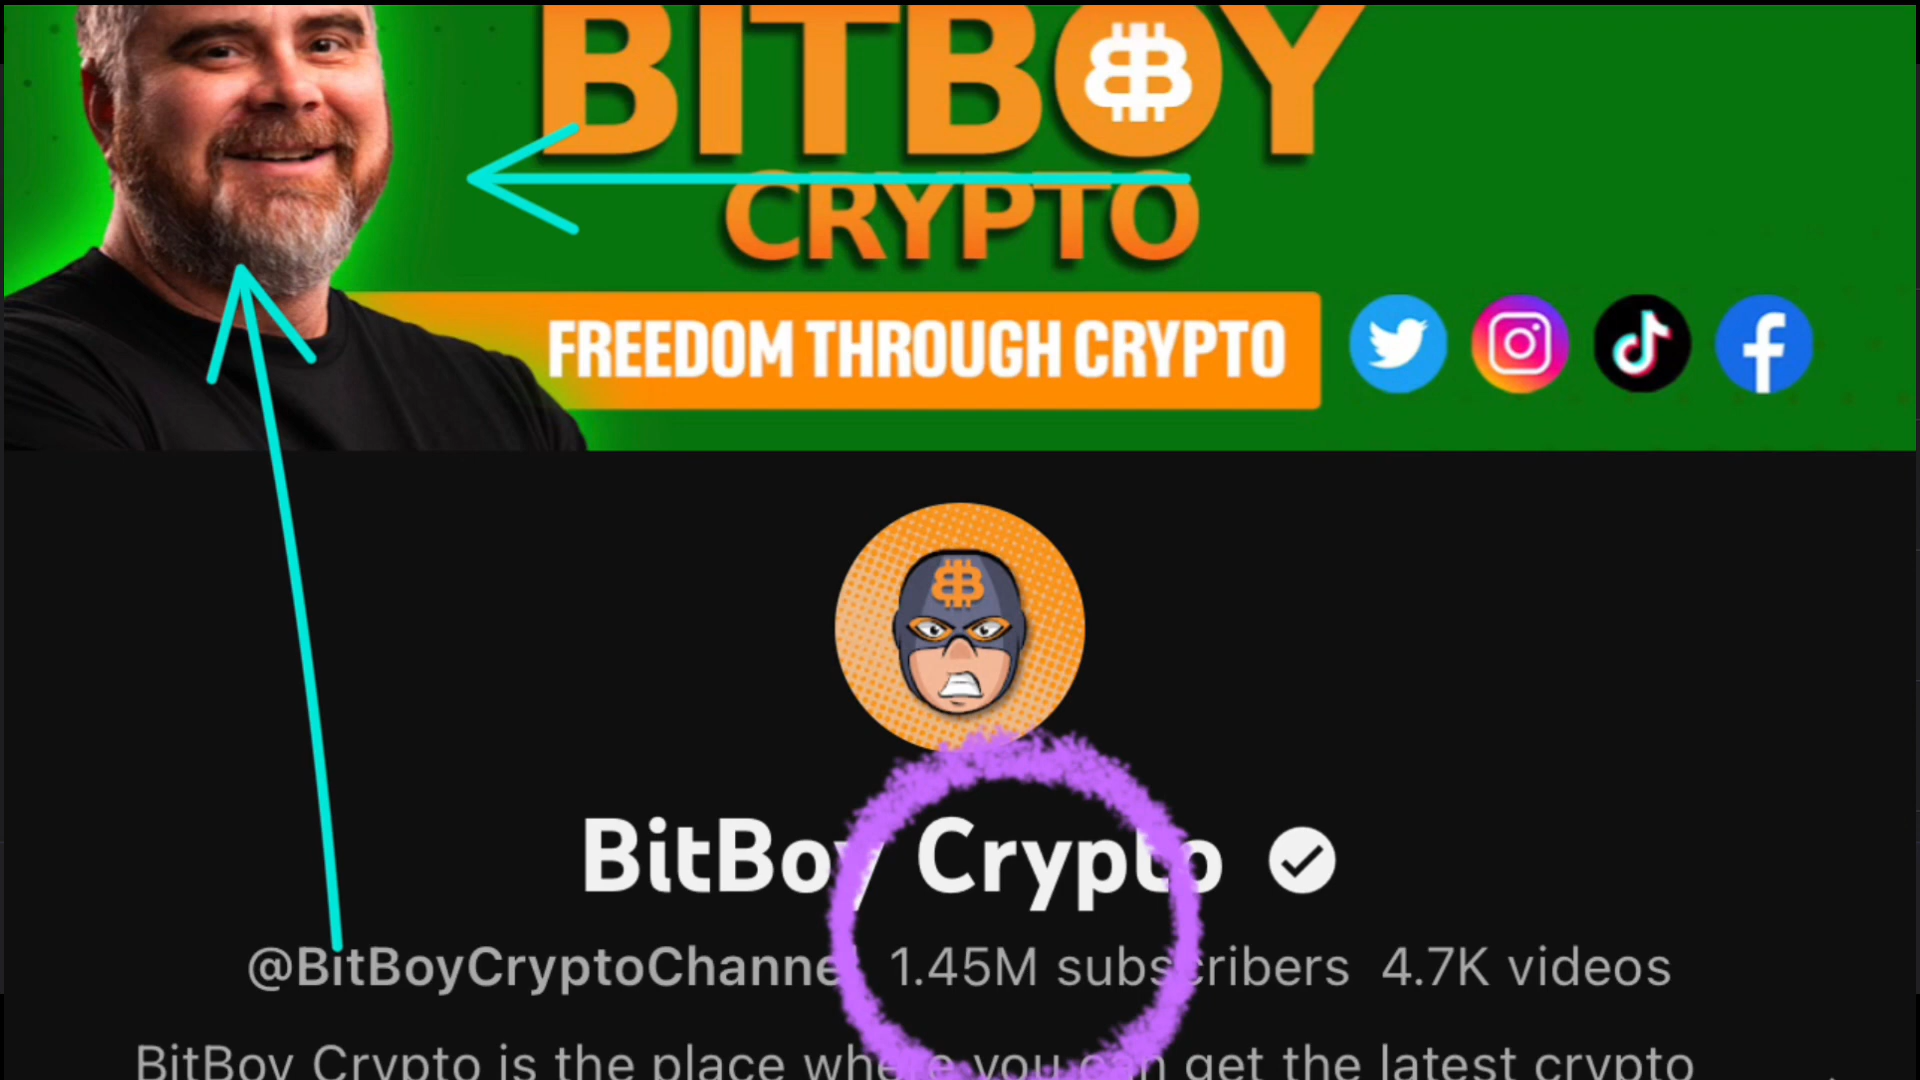 BITBOY
CRYPTO
FREEDOM THROUGH CRYPTO
BitBoy Crypto
@BitBoyCryptoChanne 1.45M subscribers 4.7K videos
BitBoy Crypto is the place where you can get the latest crypto